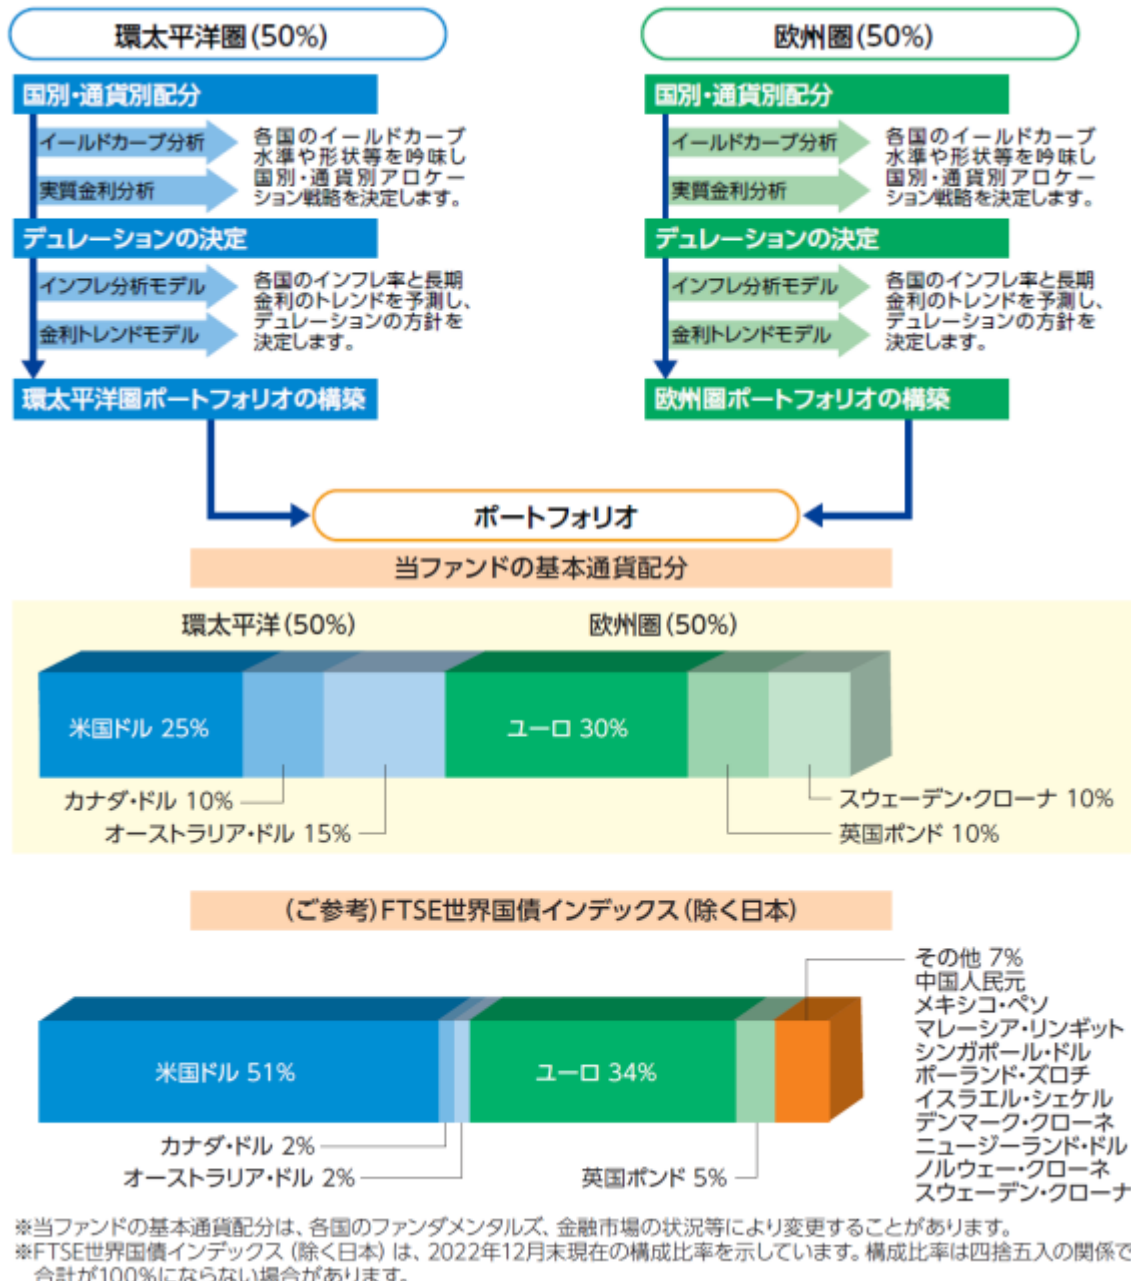 環太平洋圏(50%)
国別・通貨別配分
イールドカーブ分析
実質金利分析
各国のイールドカーブ
水準や形状等を吟味し
国別・通貨別アロケー
ション戦略を決定します。
デュレーションの決定
インフレ分析モデル
金利トレンドモデル
各国のインフレ率と長期
金利のトレンドを予測し、
デュレーションの方針を
決定します。
環太平洋圏ポートフォリオの構築
欧州圏(50%)
国別・通貨別配分
イールドカーブ分析
実質金利分析
各国のイールドカーブ
水準や形状等を吟味し
国別・通貨別アロケー
ション戦略を決定します。
デュレーションの決定
インフレ分析モデル
金利トレンドモデル
各国のインフレ率と長期
金利のトレンドを予測し、
デュレーションの方針を
決定します。
欧州圏ポートフォリオの構築
ポートフォリオ
当ファンドの基本通貨配分
環太平洋(50%)
欧州圏(50%)
米国ドル 25%
ユーロ 30%
カナダ・ドル 10%
オーストラリア・ドル 15%
スウェーデン・クローナ 10%
英国ポンド 10%
(ご参考)FTSE世界国債インデックス(除く日本)
米国ドル 51%
ユーロ 34%
カナダ・ドル 2%
オーストラリア・ドル 2%
英国ポンド 5%
その他 7%
中国人民元
メキシコ・ペソ
マレーシア・リンギット
シンガポール・ドル
ポーランド・ズロチ
イスラエル・シェケル
デンマーク・クローネ
ニュージーランド・ドル
ノルウェー・クローネ
スウェーデン・クローナ
※当ファンドの基本通貨配分は、各国のファンダメンタルズ、金融市場の状況等により変更することがあります。
※FTSE世界国債インデックス(除く日本)は、2022年12月末現在の構成比率を示しています。構成比率は四捨五入の関係で
合計が100%にならない場合があります。